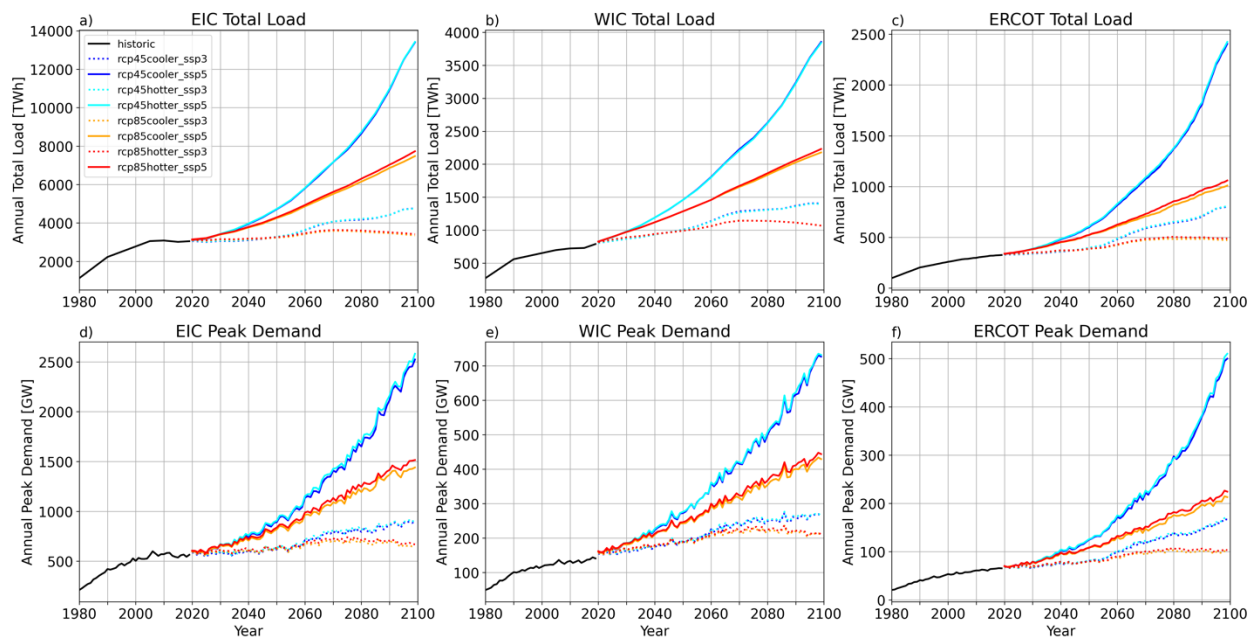 a) EIC Total Load
b) WIC Total Load
c) ERCOT Total Load
Annual Total Load [TWh]
14000
12000
10000
8000
6000
4000
2000
historic
rcp45cooler_ssp3
rcp45cooler_ssp5
rcp45hotter_ssp3
rcp45hotter_ssp5
rcp85cooler_ssp3
rcp85cooler_ssp5
rcp85hotter_ssp3
rcp85hotter_ssp5
1980 2000 2020 2040 2060 2080 2100
Annual Total Load [TWh]
4000
3500
3000
2500
2000
1500
1000
500
1980 2000 2020 2040 2060 2080 2100
Annual Total Load [TWh]
2500
2000
1500
1000
500
0
1980 2000 2020 2040 2060 2080 2100
d) EIC Peak Demand
e) WIC Peak Demand
f) ERCOT Peak Demand
Annual Peak Demand [GW]
2500
2000
1500
1000
500
1980 2000 2020 2040 2060 2080 2100
Year
Annual Peak Demand [GW]
700
600
500
400
300
200
100
1980 2000 2020 2040 2060 2080 2100
Year
Annual Peak Demand [GW]
500
400
300
200
100
0
1980 2000 2020 2040 2060 2080 2100
Year